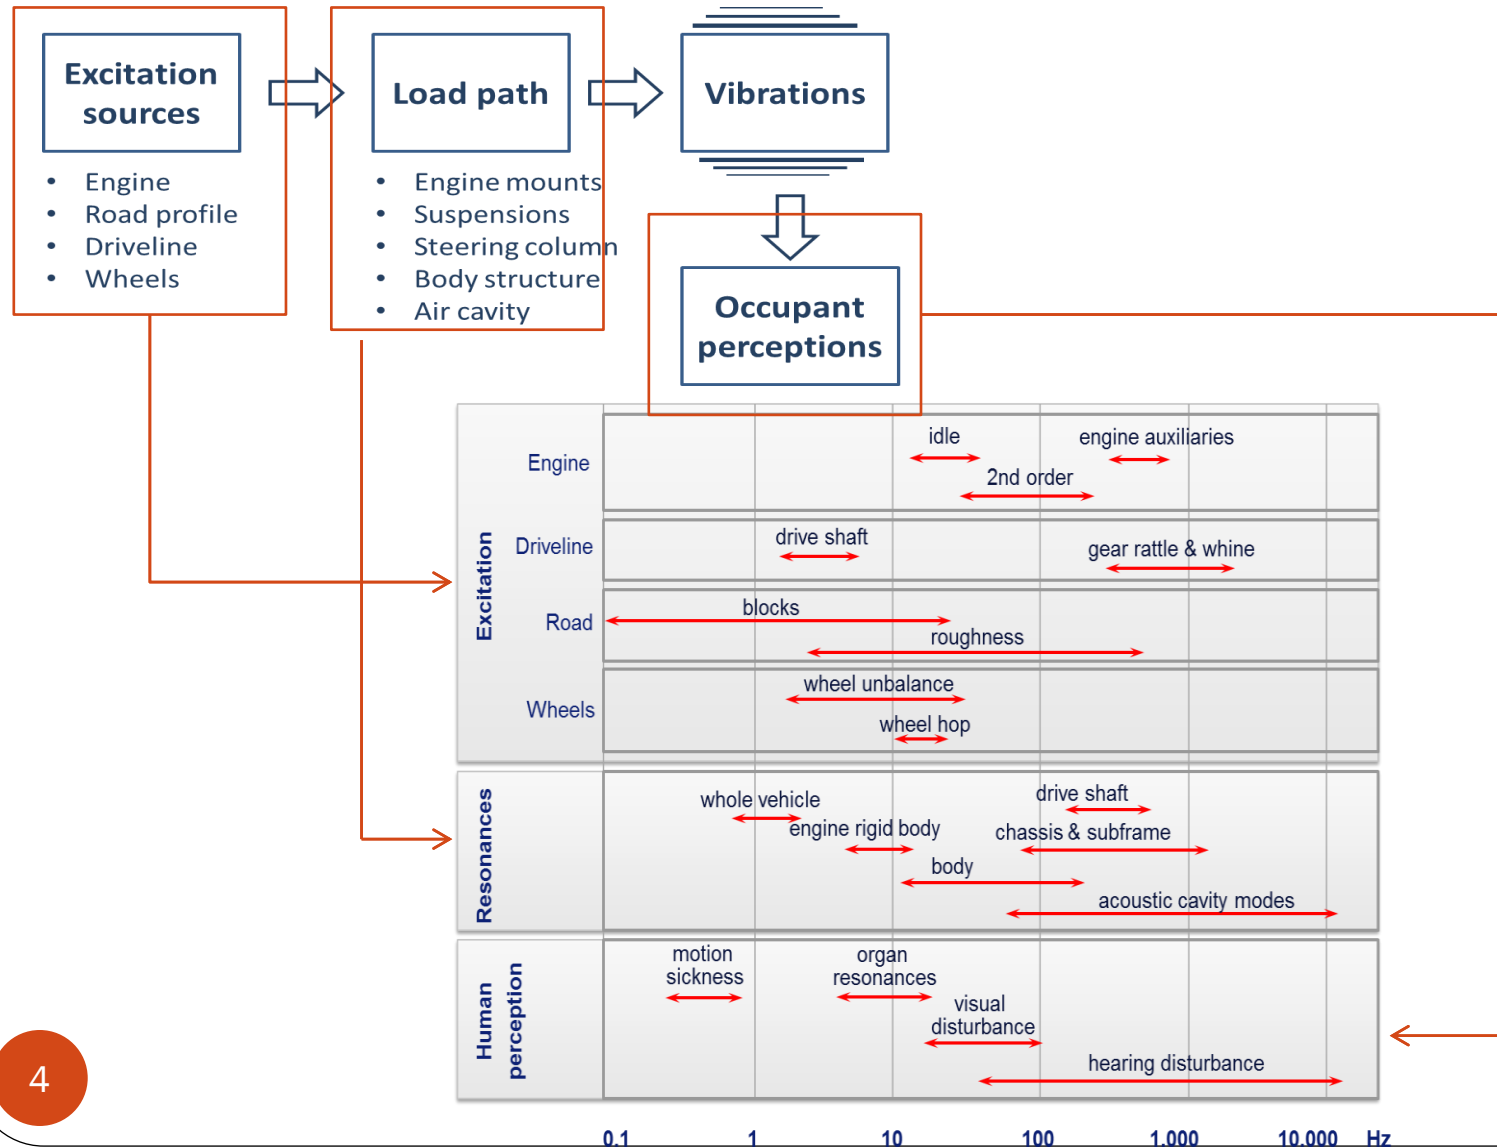 Excitation
sources
Load path
Vibrations
• Engine
• Road profile
• Driveline
• Wheels
• Engine mounts
• Suspensions
• Steering column
• Body structure
• Air cavity
Occupant
perceptions
Excitation
Engine
idle
engine auxiliaries
2nd order
Driveline
drive shaft
gear rattle & whine
Road
blocks
roughness
Wheels
wheel unbalance
wheel hop
Resonances
whole vehicle
drive shaft
engine rigid body
chassis & subframe
body
acoustic cavity modes
Human
perception
motion
sickness
organ
resonances
visual
disturbance
hearing disturbance
4
0.1 1 10 100 1,000 10,000 Hz